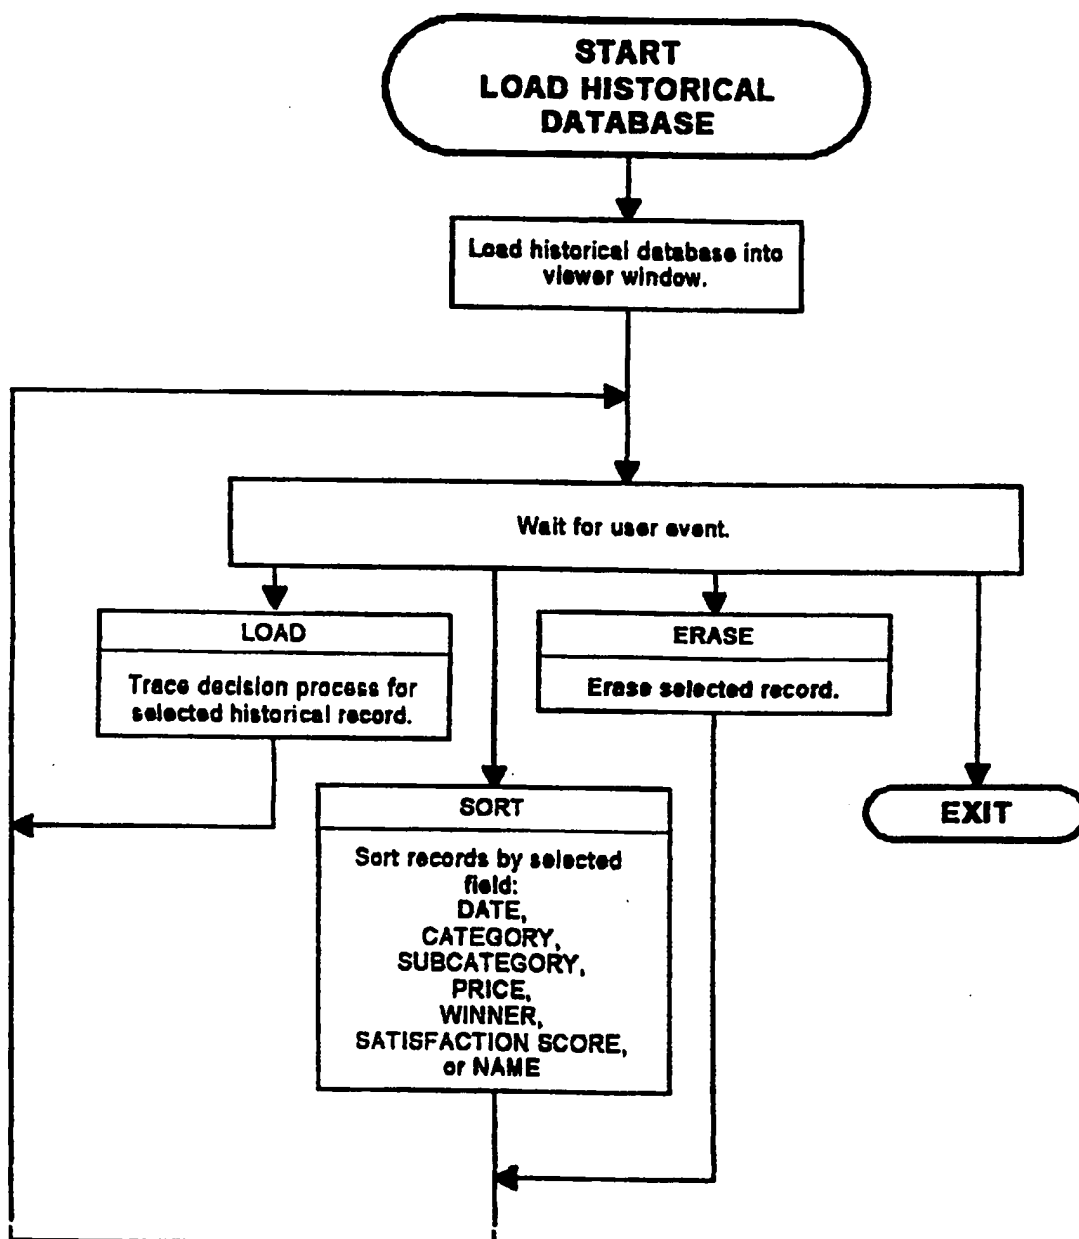 START
LOAD HISTORICAL
DATABASE
Load historical database into
viewer window.
Wait for user event.
LOAD
Trace decision process for
selected historical record.
ERASE
Erase selected record.
SORT
Sort records by selected
field:
DATE,
CATEGORY,
SUBCATEGORY,
PRICE,
WINNER,
SATISFACTION SCORE,
or NAME
EXIT